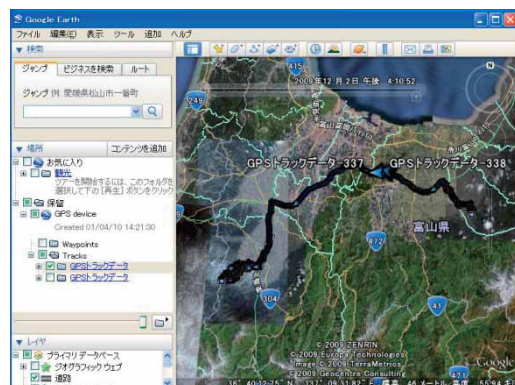 Google Earth
ファイル 編集(E) 表示 ツール 追加 ヘルプ
▼ 検索
ジャンプ ビジネスを検索 ルート
ジャンプ 例: 愛媛県松山市一番町
▼ 場所 コンテンツを追加
お気に入り
観光
ツアーを開始するには、このフォルダを
選択して下の [再生] ボタンをクリック
保留
GPS device
Created 01/04/10 14:21:30
Waypoints
Tracks
GPSトラックデータ
GPSトラックデータ
▼ レイヤ
プライマリ データベース
ジオグラフィック ウェブ
道路
2009年12月 2日 午後 4:10:52
415
249
GPSトラックデータ-337
GPSトラックデータ-338
富山県
472
304
41
471
© 2009 ZENRIN
© 2009 Europa Technologies
Image © 2009 TerraMetrics
© 2009 Geocentre Consulting
Google